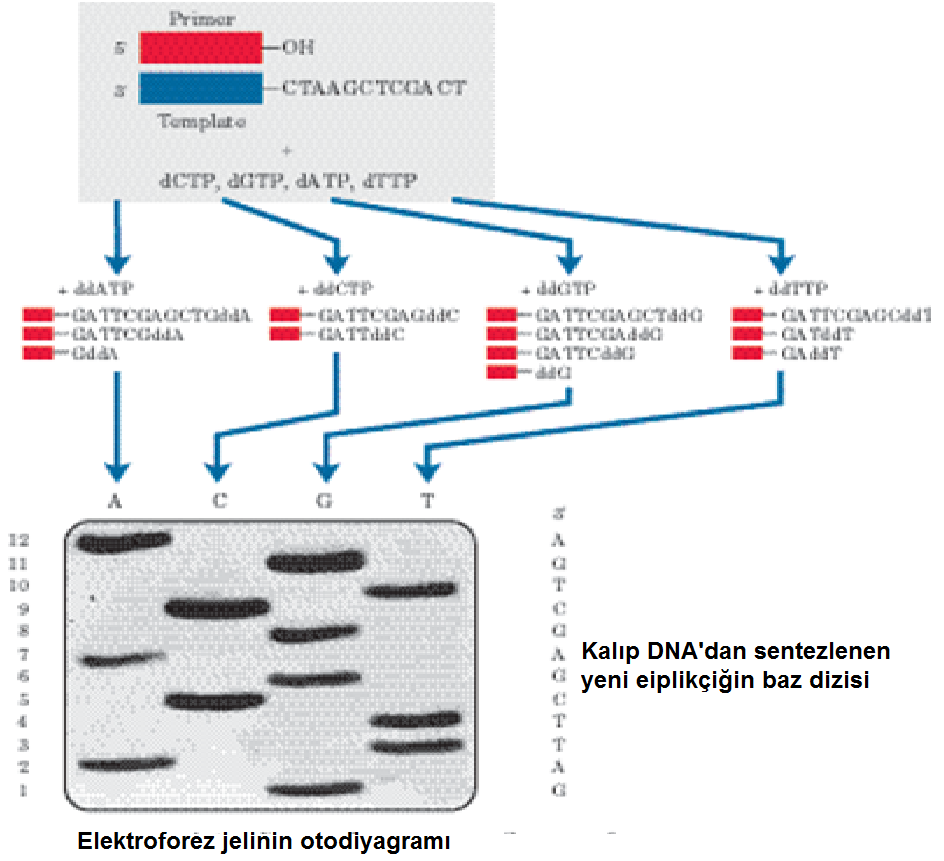 Primer
5' OH
3' CTAAGCTCGACT
Template
+
dCTP, dGTP, dATP, dTTP
+ ddATP + ddCTP + ddGTP + ddTTP
GATTCGAGCTGddA GATTCGAGddC GATTCGAGCTddG GATTCGAGCddT
GATTCGddA GATTddC GATTCGAddG GATddT
GddA GATTCddG GAddT
ddG
A C G T
3'
12 A
11 G
10 T
9 C
8 G
7 A
6 G
5 C
4 T
3 T
2 A
1 G
Kalıp DNA'dan sentezlenen
yeni eiplikçiğin baz dizisi
Elektroforez jelinin otodiyagramı